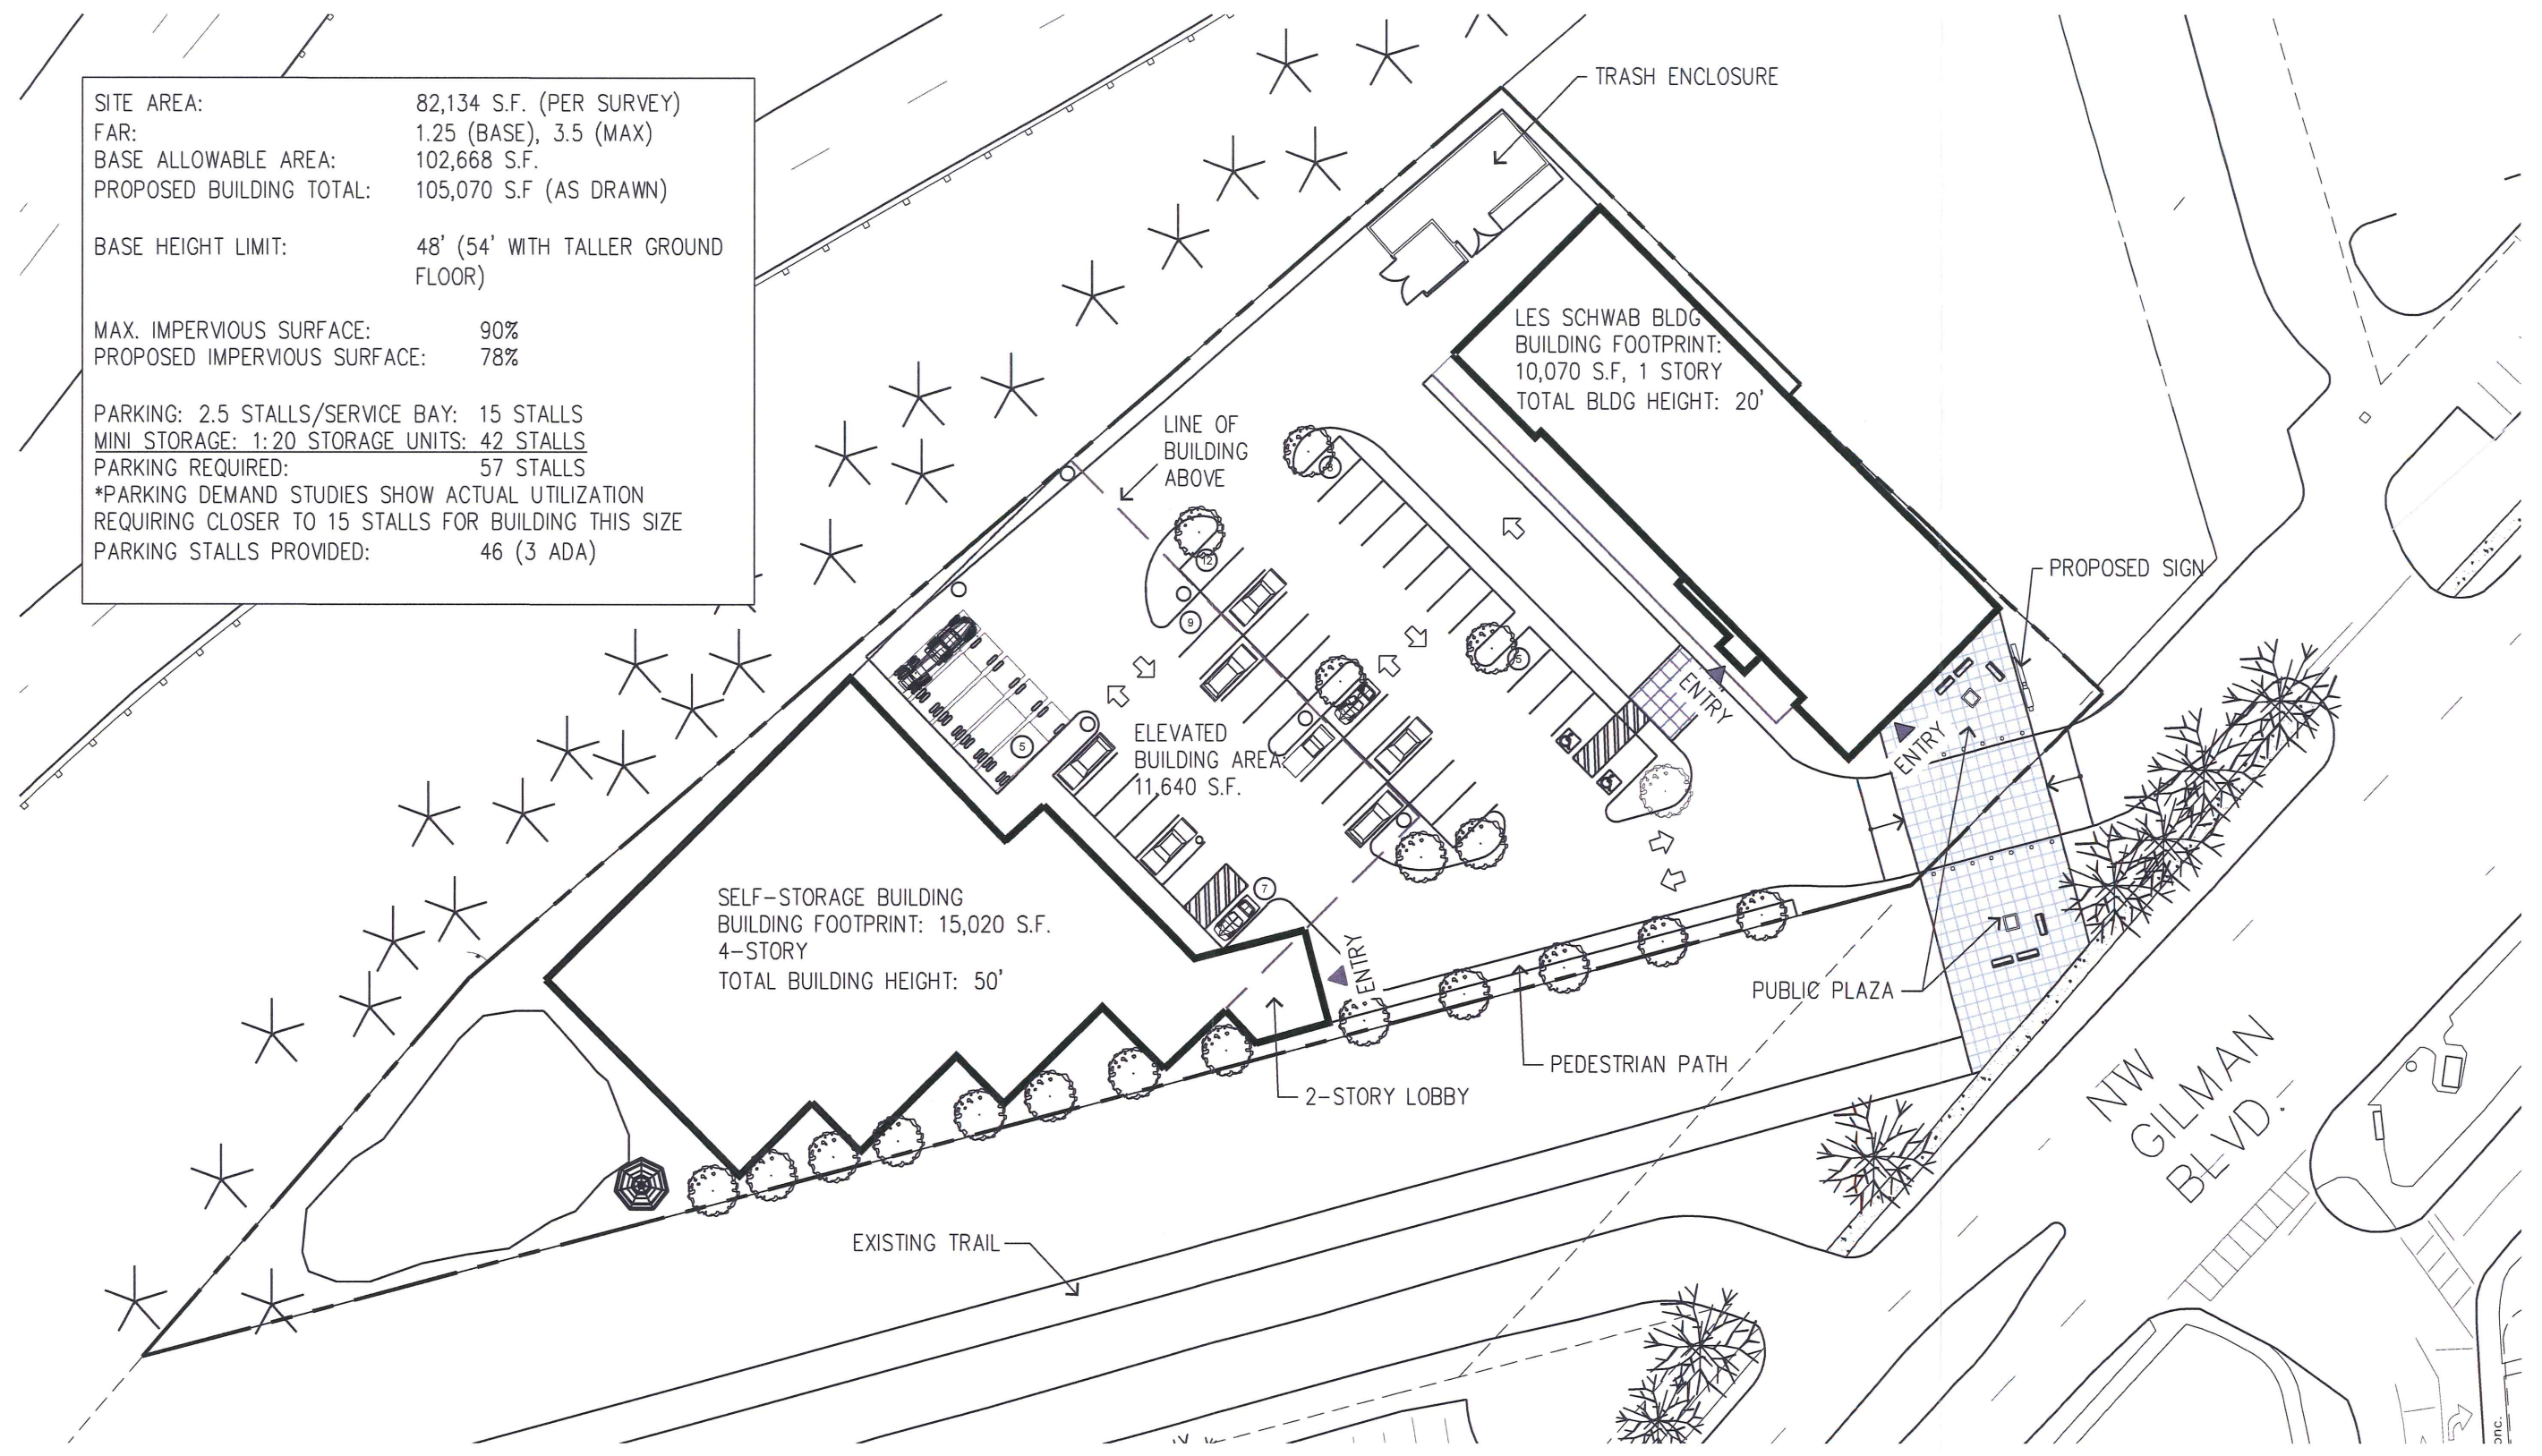 SITE AREA: 82,134 S.F. (PER SURVEY)
FAR: 1.25 (BASE), 3.5 (MAX)
BASE ALLOWABLE AREA: 102,668 S.F.
PROPOSED BUILDING TOTAL: 105,070 S.F (AS DRAWN)
BASE HEIGHT LIMIT: 48' (54' WITH TALLER GROUND
FLOOR)
MAX. IMPERVIOUS SURFACE: 90%
PROPOSED IMPERVIOUS SURFACE: 78%
PARKING: 2.5 STALLS/SERVICE BAY: 15 STALLS
MINI STORAGE: 1:20 STORAGE UNITS: 42 STALLS
PARKING REQUIRED: 57 STALLS
*PARKING DEMAND STUDIES SHOW ACTUAL UTILIZATION
REQUIRING CLOSER TO 15 STALLS FOR BUILDING THIS SIZE
PARKING STALLS PROVIDED: 46 (3 ADA)
TRASH ENCLOSURE
LES SCHWAB BLDG
BUILDING FOOTPRINT:
10,070 S.F, 1 STORY
TOTAL BLDG HEIGHT: 20'
LINE OF
BUILDING
ABOVE
8
12
9
5
5
7
PROPOSED SIGN
ENTRY
ENTRY
ELEVATED
BUILDING AREA:
11,640 S.F.
SELF-STORAGE BUILDING
BUILDING FOOTPRINT: 15,020 S.F.
4-STORY
TOTAL BUILDING HEIGHT: 50'
ENTRY
PUBLIC PLAZA
PEDESTRIAN PATH
2-STORY LOBBY
EXISTING TRAIL
NW
GILMAN
BLVD.